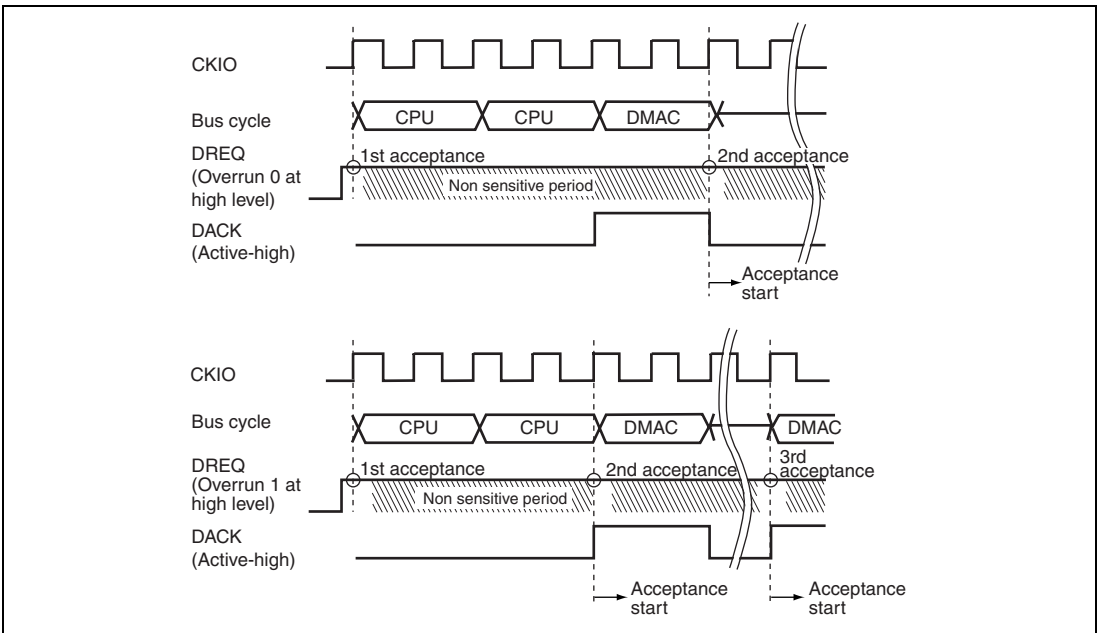 CKIO
Bus cycle
CPU
CPU
DMAC
DREQ
(Overrun 0 at
high level)
1st acceptance
2nd acceptance
Non sensitive period
DACK
(Active-high)
Acceptance
start
CKIO
Bus cycle
CPU
CPU
DMAC
DMAC
DREQ
(Overrun 1 at
high level)
1st acceptance
2nd acceptance
3rd
acceptance
Non sensitive period
DACK
(Active-high)
Acceptance
start
Acceptance
start